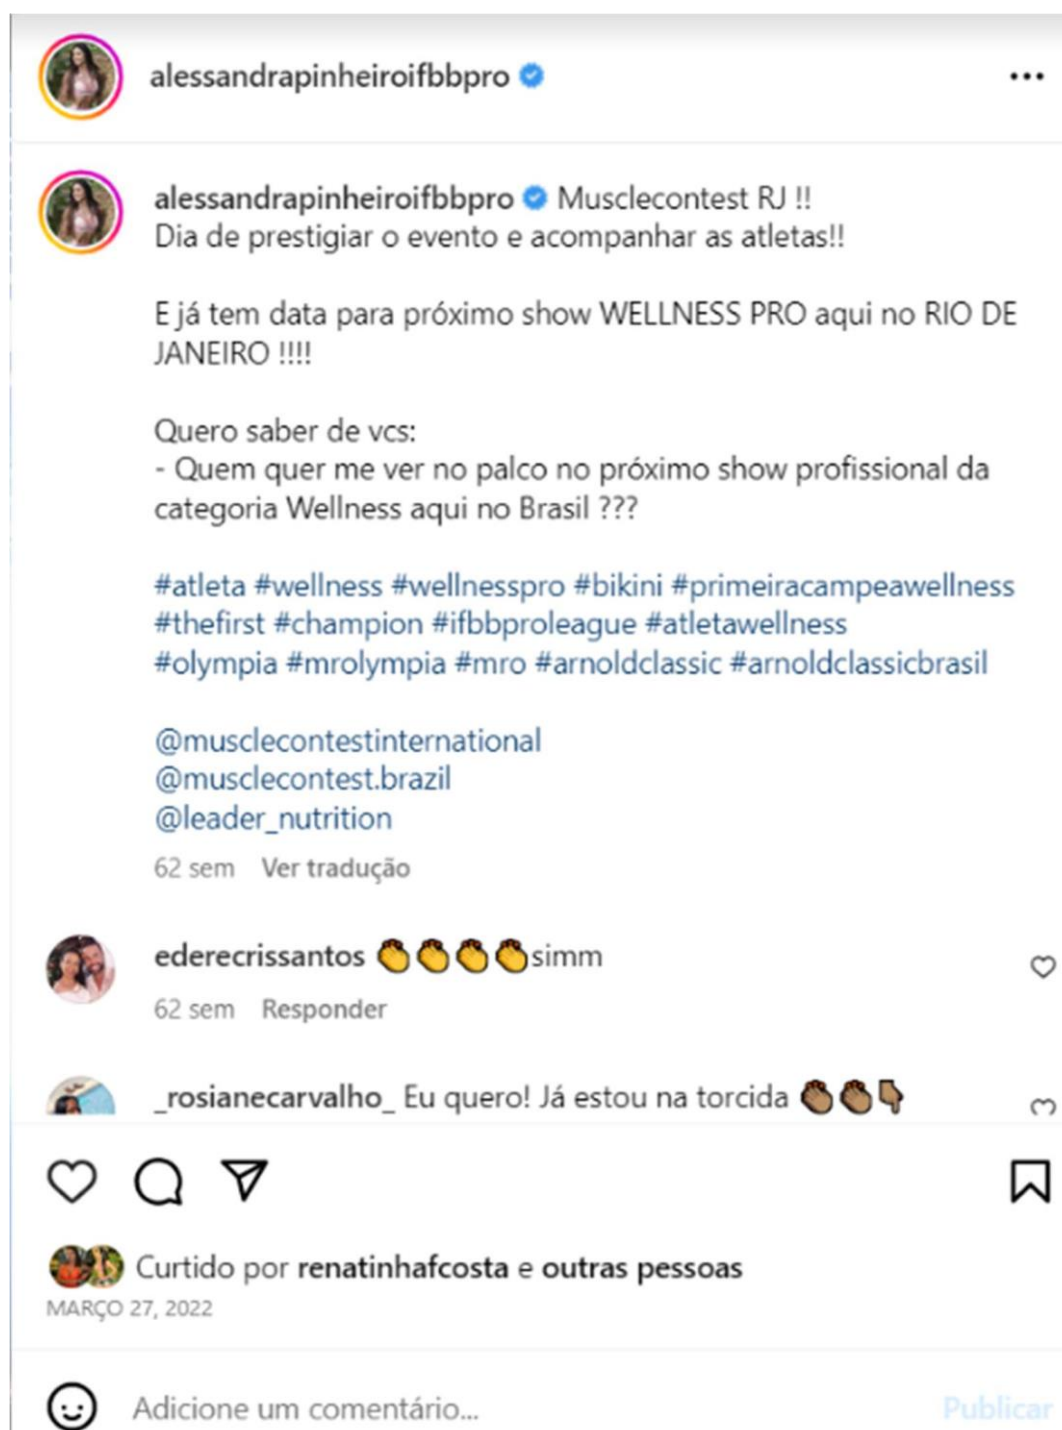 alessandrapinheiroifbbpro
alessandrapinheiroifbbpro Musclecontest RJ !!
Dia de prestigiar o evento e acompanhar as atletas!!
E já tem data para próximo show WELLNESS PRO aqui no RIO DE
JANEIRO !!!!
Quero saber de vcs:
- Quem quer me ver no palco no próximo show profissional da
categoria Wellness aqui no Brasil ???
#atleta #wellness #wellnesspro #bikini #primeiracampeawellness
#thefirst #champion #ifbbproleague #atletawellness
#olympia #mrolympia #mro #arnoldclassic #arnoldclassicbrasil
@musclecontestinternational
@musclecontest.brazil
@leader_nutrition
62 sem Ver tradução
ederecrissantos 👏👏👏👏simm
62 sem Responder
_rosianecarvalho_ Eu quero! Já estou na torcida 👏🏽👏🏽👇🏽
Curtido por renatinhafcosta e outras pessoas
MARÇO 27, 2022
Adicione um comentário... Publicar